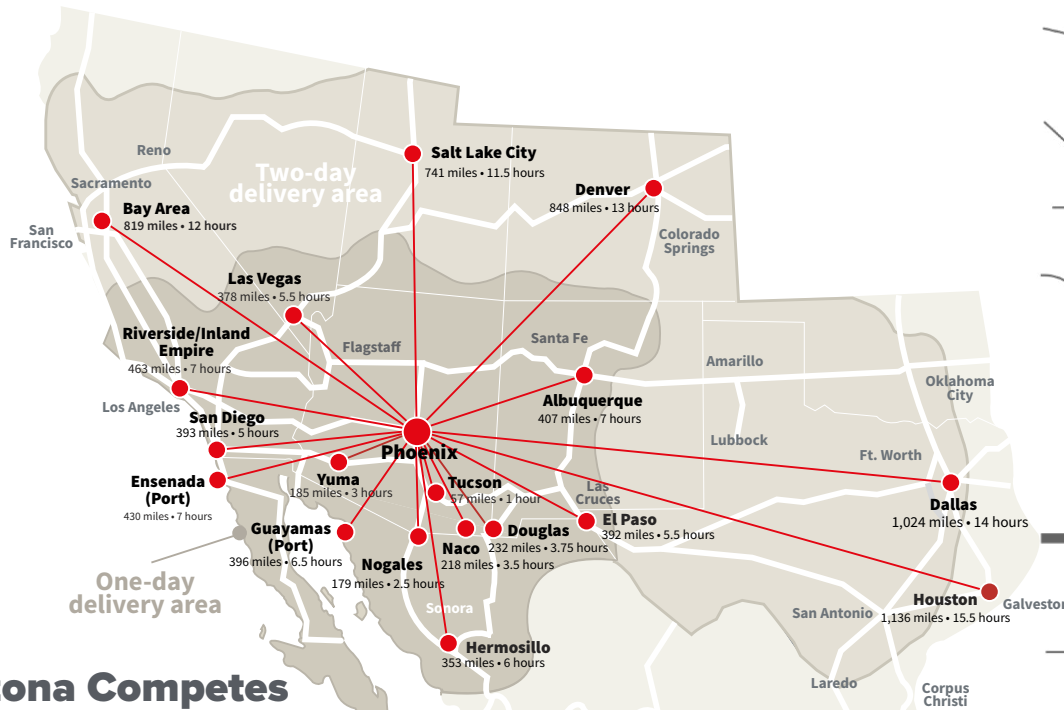 Salt Lake City
741 miles • 11.5 hours
Reno
Two-day
delivery area
Sacramento
Denver
848 miles • 13 hours
Bay Area
819 miles • 12 hours
San
Francisco
Colorado
Springs
Las Vegas
378 miles • 5.5 hours
Riverside/Inland
Empire
463 miles • 7 hours
Flagstaff
Santa Fe
Amarillo
Oklahoma
City
Los Angeles
Albuquerque
407 miles • 7 hours
San Diego
393 miles • 5 hours
Phoenix
Lubbock
Ft. Worth
Yuma
185 miles • 3 hours
Tucson
57 miles • 1 hour
Las
Cruces
Ensenada
(Port)
430 miles • 7 hours
Dallas
1,024 miles • 14 hours
Guayamas
(Port)
396 miles • 6.5 hours
El Paso
392 miles • 5.5 hours
Douglas
232 miles • 3.75 hours
Naco
218 miles • 3.5 hours
Nogales
179 miles • 2.5 hours
One-day
delivery area
Sonora
Houston
1,136 miles • 15.5 hours
Galveston
San Antonio
Hermosillo
353 miles • 6 hours
Laredo
Corpus
Christi
zona Competes